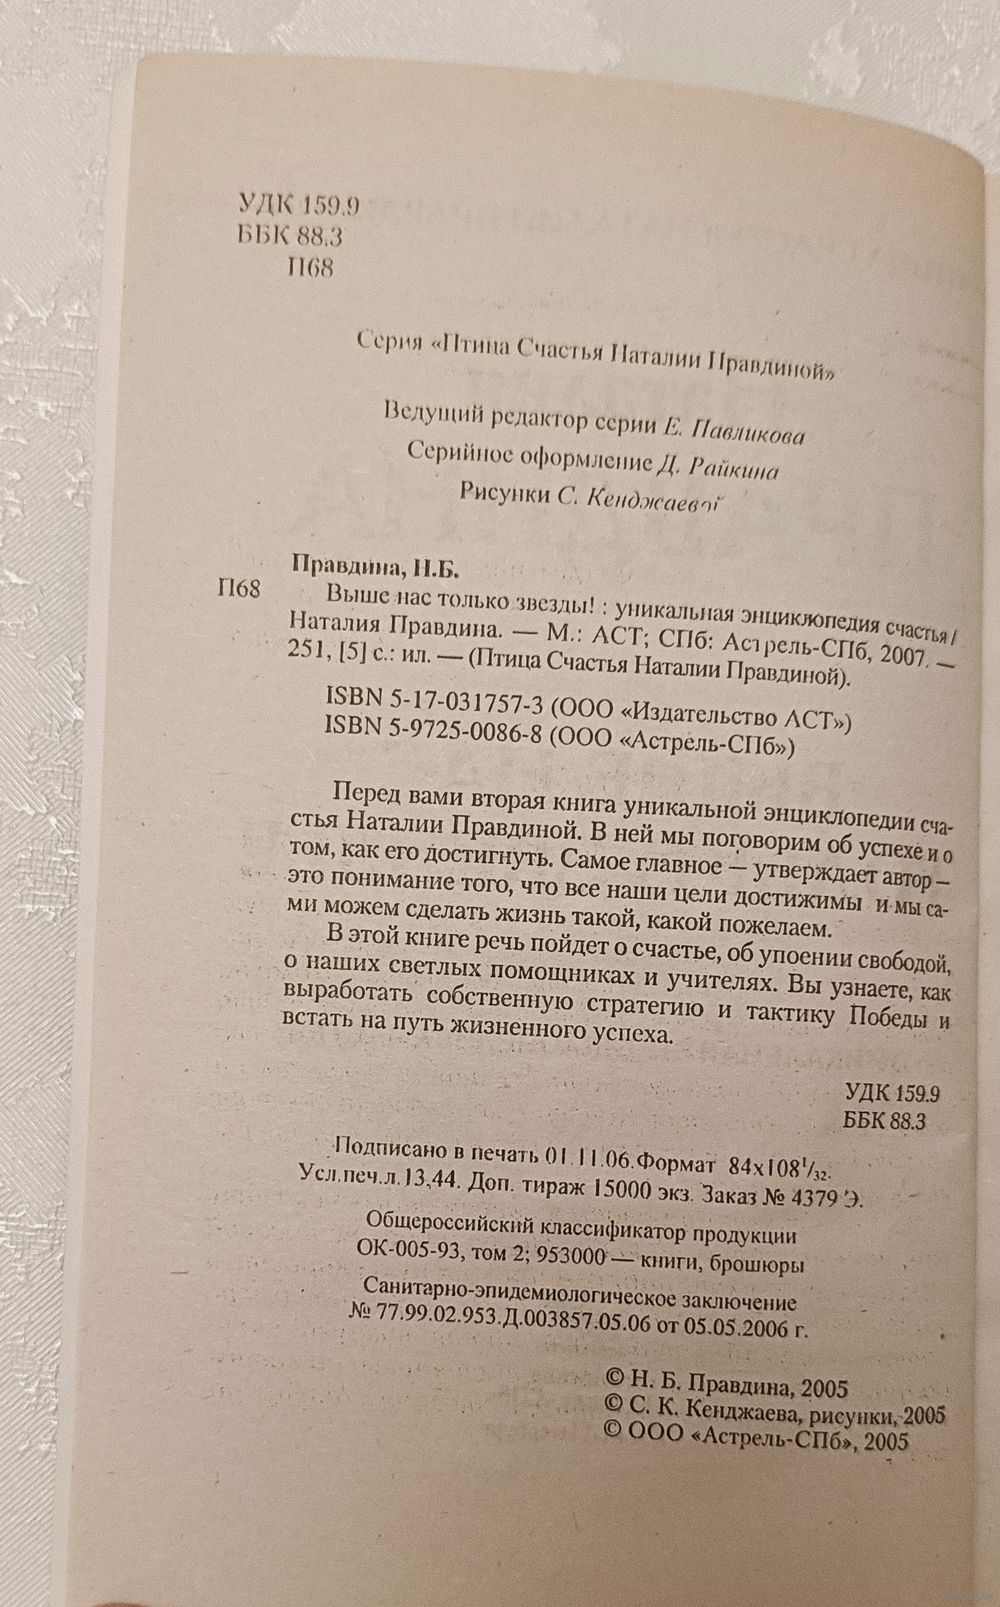 УДК 159.9
ББК 88.3
П68
Серия «Птица Счастья Наталии Правдиной»
Ведущий редактор серии Е. Павликова
Серийное оформление Д. Райкина
Рисунки С. Кенджаевой
Правдина, Н.Б.
П68 Выше нас только звезды! : уникальная энциклопедия счастья /
Наталия Правдина. — М.: АСТ; СПб: Астрель-СПб, 2007. —
251, [5] с.: ил. — (Птица Счастья Наталии Правдиной).
ISBN 5-17-031757-3 (ООО «Издательство АСТ»)
ISBN 5-9725-0086-8 (ООО «Астрель-СПб»)
Перед вами вторая книга уникальной энциклопедии сча-
стья Наталии Правдиной. В ней мы поговорим об успехе и о
том, как его достигнуть. Самое главное — утверждает автор —
это понимание того, что все наши цели достижимы и мы са-
ми можем сделать жизнь такой, какой пожелаем.
В этой книге речь пойдет о счастье, об упоении свободой,
о наших светлых помощниках и учителях. Вы узнаете, как
выработать собственную стратегию и тактику Победы и
встать на путь жизненного успеха.
УДК 159.9
ББК 88.3
Подписано в печать 01.11.06. Формат 84х108 1/32.
Усл.печ.л.13,44. Доп. тираж 15000 экз. Заказ № 4379 Э.
Общероссийский классификатор продукции
ОК-005-93, том 2; 953000 — книги, брошюры
Санитарно-эпидемиологическое заключение
№ 77.99.02.953.Д.003857.05.06 от 05.05.2006 г.
© Н. Б. Правдина, 2005
© С. К. Кенджаева, рисунки, 2005
© ООО «Астрель-СПб», 2005